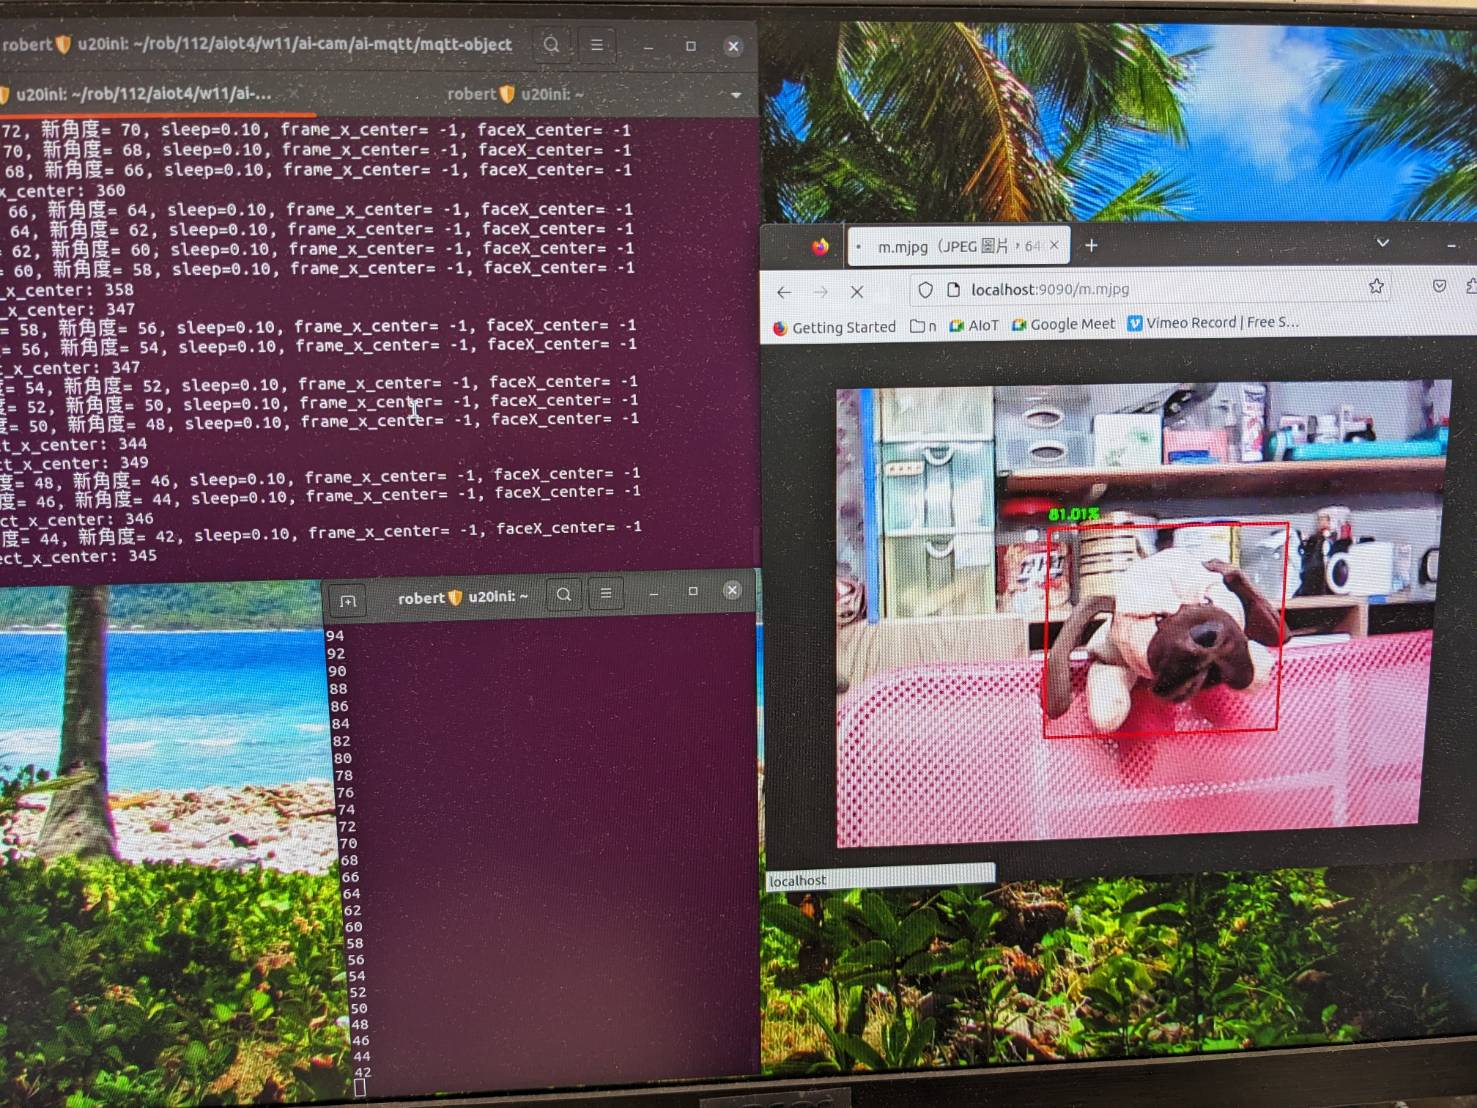 robert u20ini: ~/rob/112/aiot4/w11/ai-cam/ai-mqtt/mqtt-object
u20ini: ~/rob/112/aiot4/w11/ai-...
robert u20ini: ~
72, 新角度= 70, sleep=0.10, frame_x_center= -1, faceX_center= -1
70, 新角度= 68, sleep=0.10, frame_x_center= -1, faceX_center= -1
68, 新角度= 66, sleep=0.10, frame_x_center= -1, faceX_center= -1
x_center: 360
66, 新角度= 64, sleep=0.10, frame_x_center= -1, faceX_center= -1
64, 新角度= 62, sleep=0.10, frame_x_center= -1, faceX_center= -1
= 62, 新角度= 60, sleep=0.10, frame_x_center= -1, faceX_center= -1
= 60, 新角度= 58, sleep=0.10, frame_x_center= -1, faceX_center= -1
_x_center: 358
_x_center: 347
= 58, 新角度= 56, sleep=0.10, frame_x_center= -1, faceX_center= -1
= 56, 新角度= 54, sleep=0.10, frame_x_center= -1, faceX_center= -1
t_x_center: 347
= 54, 新角度= 52, sleep=0.10, frame_x_center= -1, faceX_center= -1
= 52, 新角度= 50, sleep=0.10, frame_x_center= -1, faceX_center= -1
= 50, 新角度= 48, sleep=0.10, frame_x_center= -1, faceX_center= -1
ct_x_center: 344
ct_x_center: 349
度= 48, 新角度= 46, sleep=0.10, frame_x_center= -1, faceX_center= -1
度= 46, 新角度= 44, sleep=0.10, frame_x_center= -1, faceX_center= -1
ect_x_center: 346
度= 44, 新角度= 42, sleep=0.10, frame_x_center= -1, faceX_center= -1
ect_x_center: 345
robert u20ini: ~
94
92
90
88
86
84
82
80
78
76
74
72
70
68
66
64
62
60
58
56
54
52
50
48
46
44
42
m.mjpg (JPEG 圖片，64
localhost:9090/m.mjpg
Getting Started n AIoT Google Meet Vimeo Record | Free S...
81.01%
localhost